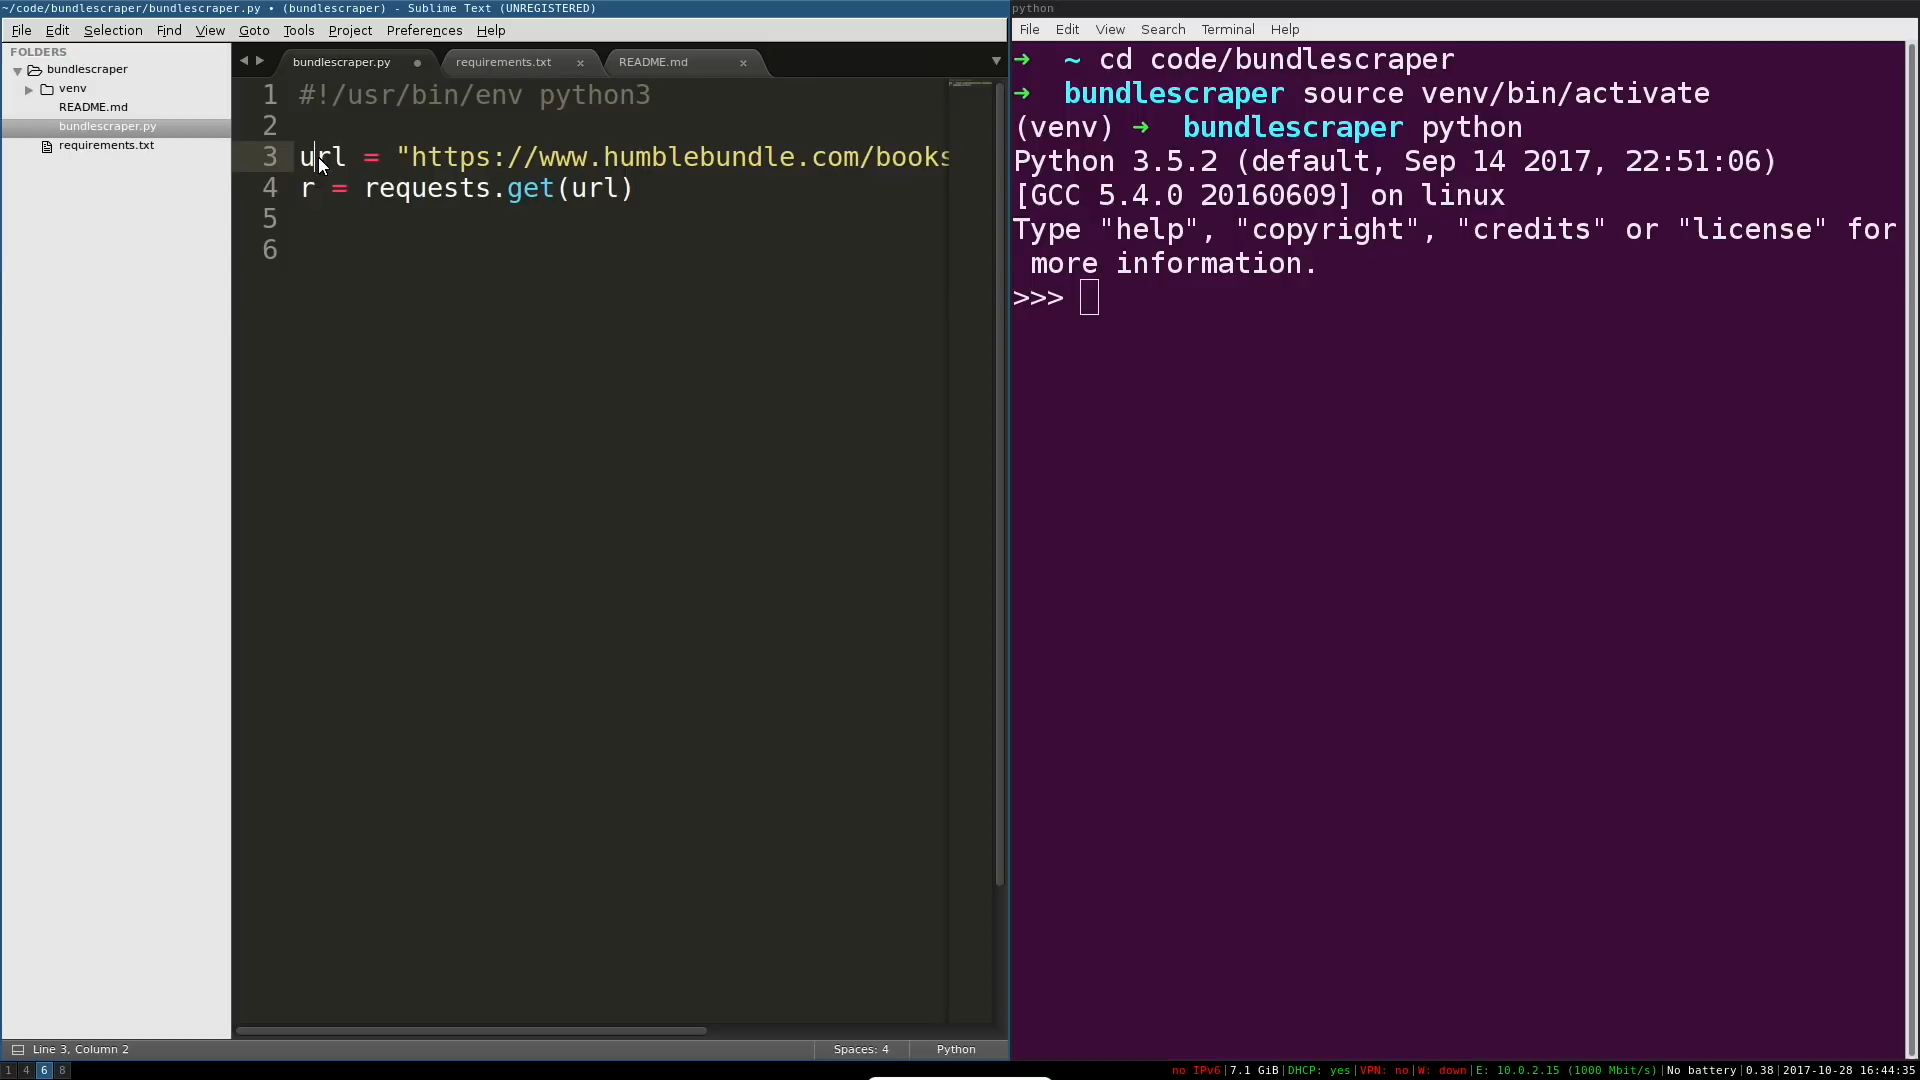 ~/code/bundlescraper/bundlescraper.py • (bundlescraper) - Sublime Text (UNREGISTERED)
File Edit Selection Find View Goto Tools Project Preferences Help
FOLDERS
bundlescraper
venv
README.md
bundlescraper.py
requirements.txt
bundlescraper.py requirements.txt README.md
1 #!/usr/bin/env python3
2
3 url = "https://www.humblebundle.com/books
4 r = requests.get(url)
5
6
Line 3, Column 2 Spaces: 4 Python
python
File Edit View Search Terminal Help
➜ ~ cd code/bundlescraper
➜ bundlescraper source venv/bin/activate
(venv) ➜ bundlescraper python
Python 3.5.2 (default, Sep 14 2017, 22:51:06)
[GCC 5.4.0 20160609] on linux
Type "help", "copyright", "credits" or "license" for
more information.
>>>
1 4 6 8
no IPv6|7.1 GiB|DHCP: yes|VPN: no|W: down|E: 10.0.2.15 (1000 Mbit/s)|No battery|0.38|2017-10-28 16:44:35